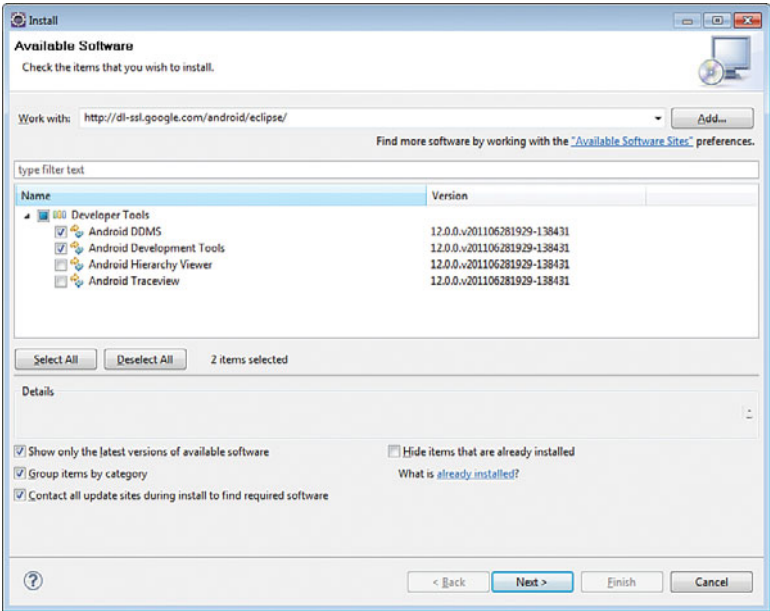 Install
Available Software
Check the items that you wish to install.
Work with: http://dl-ssl.google.com/android/eclipse/ Add...
Find more software by working with the "Available Software Sites" preferences.
type filter text
Name Version
Developer Tools
Android DDMS 12.0.0.v201106281929-138431
Android Development Tools 12.0.0.v201106281929-138431
Android Hierarchy Viewer 12.0.0.v201106281929-138431
Android Traceview 12.0.0.v201106281929-138431
Select All Deselect All 2 items selected
Details
Show only the latest versions of available software Hide items that are already installed
Group items by category What is already installed?
Contact all update sites during install to find required software
? < Back Next > Finish Cancel